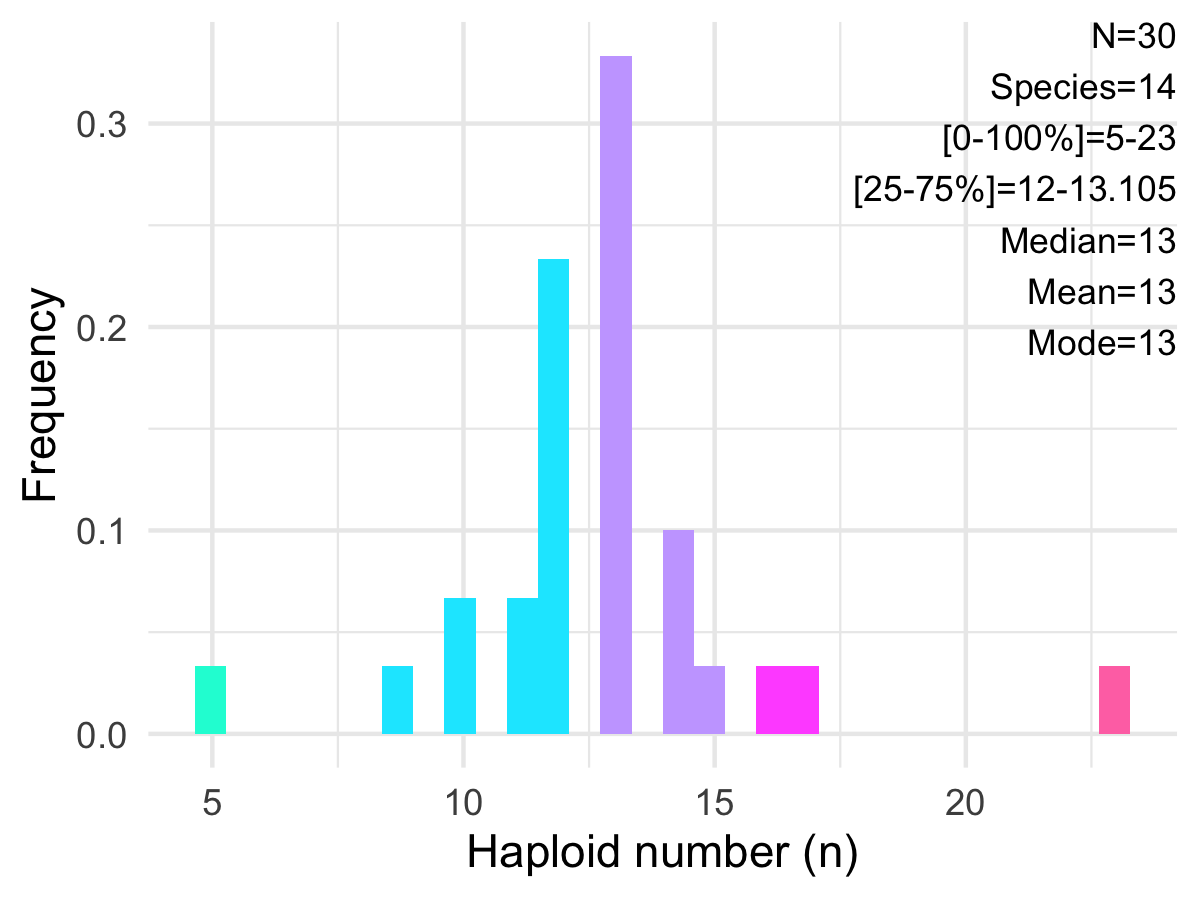 N=30
Species=14
[0-100%]=5-23
[25-75%]=12-13.105
Median=13
Mean=13
Mode=13
Frequency
0.3
0.2
0.1
0.0
5 10 15 20
Haploid number (n)